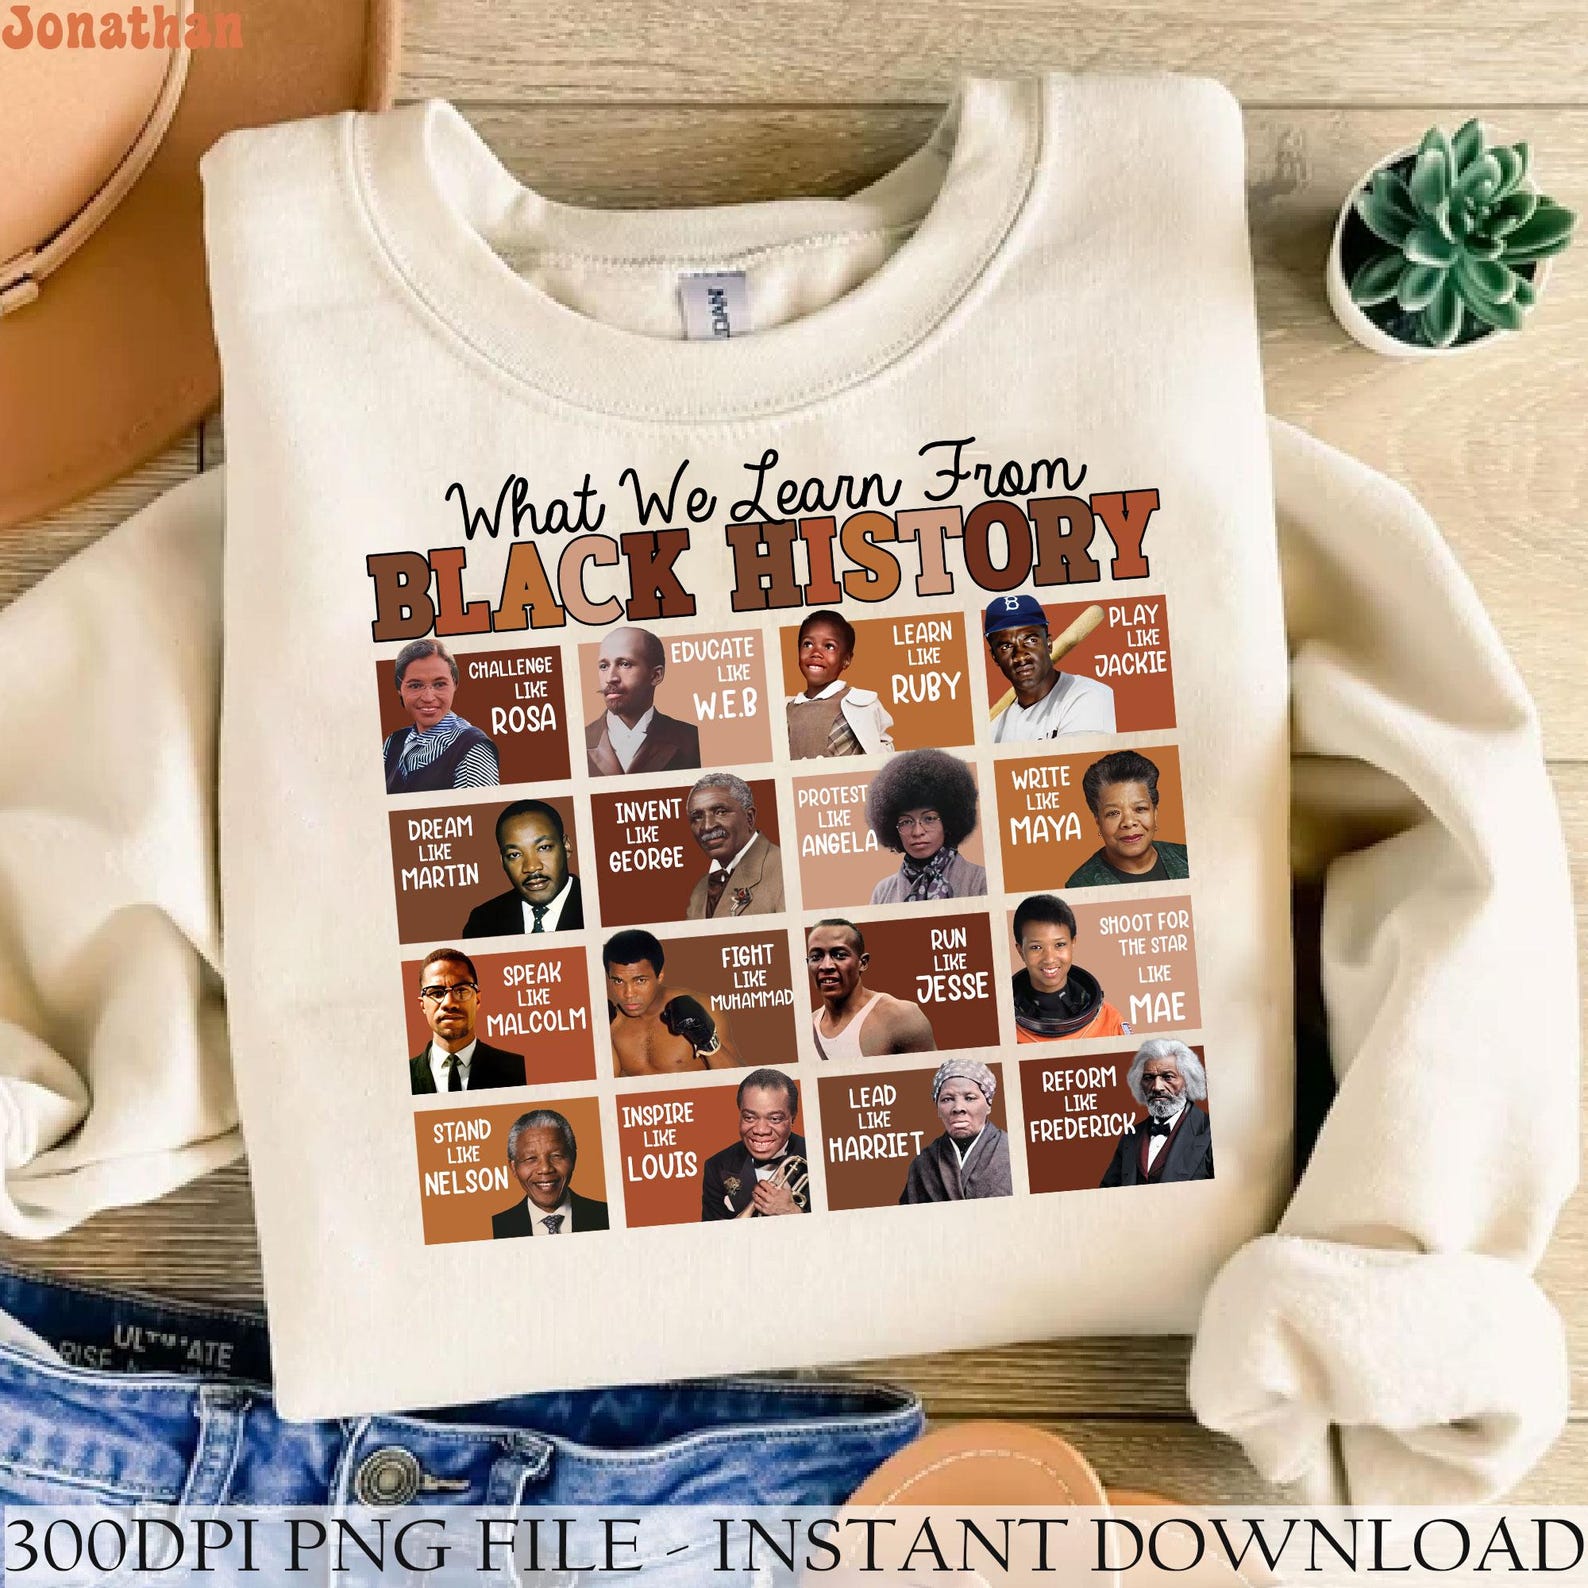 Jonathan
What We Learn From
BLACK HISTORY
CHALLENGE
LIKE
ROSA
EDUCATE
LIKE
W.E.B
LEARN
LIKE
RUBY
PLAY
LIKE
JACKIE
DREAM
LIKE
MARTIN
INVENT
LIKE
GEORGE
PROTEST
LIKE
ANGELA
WRITE
LIKE
MAYA
SPEAK
LIKE
MALCOLM
FIGHT
LIKE
MUHAMMAD
RUN
LIKE
JESSE
SHOOT FOR
THE STAR
LIKE
MAE
STAND
LIKE
NELSON
INSPIRE
LIKE
LOUIS
LEAD
LIKE
HARRIET
REFORM
LIKE
FREDERICK
300DPI PNG FILE - INSTANT DOWNLOAD